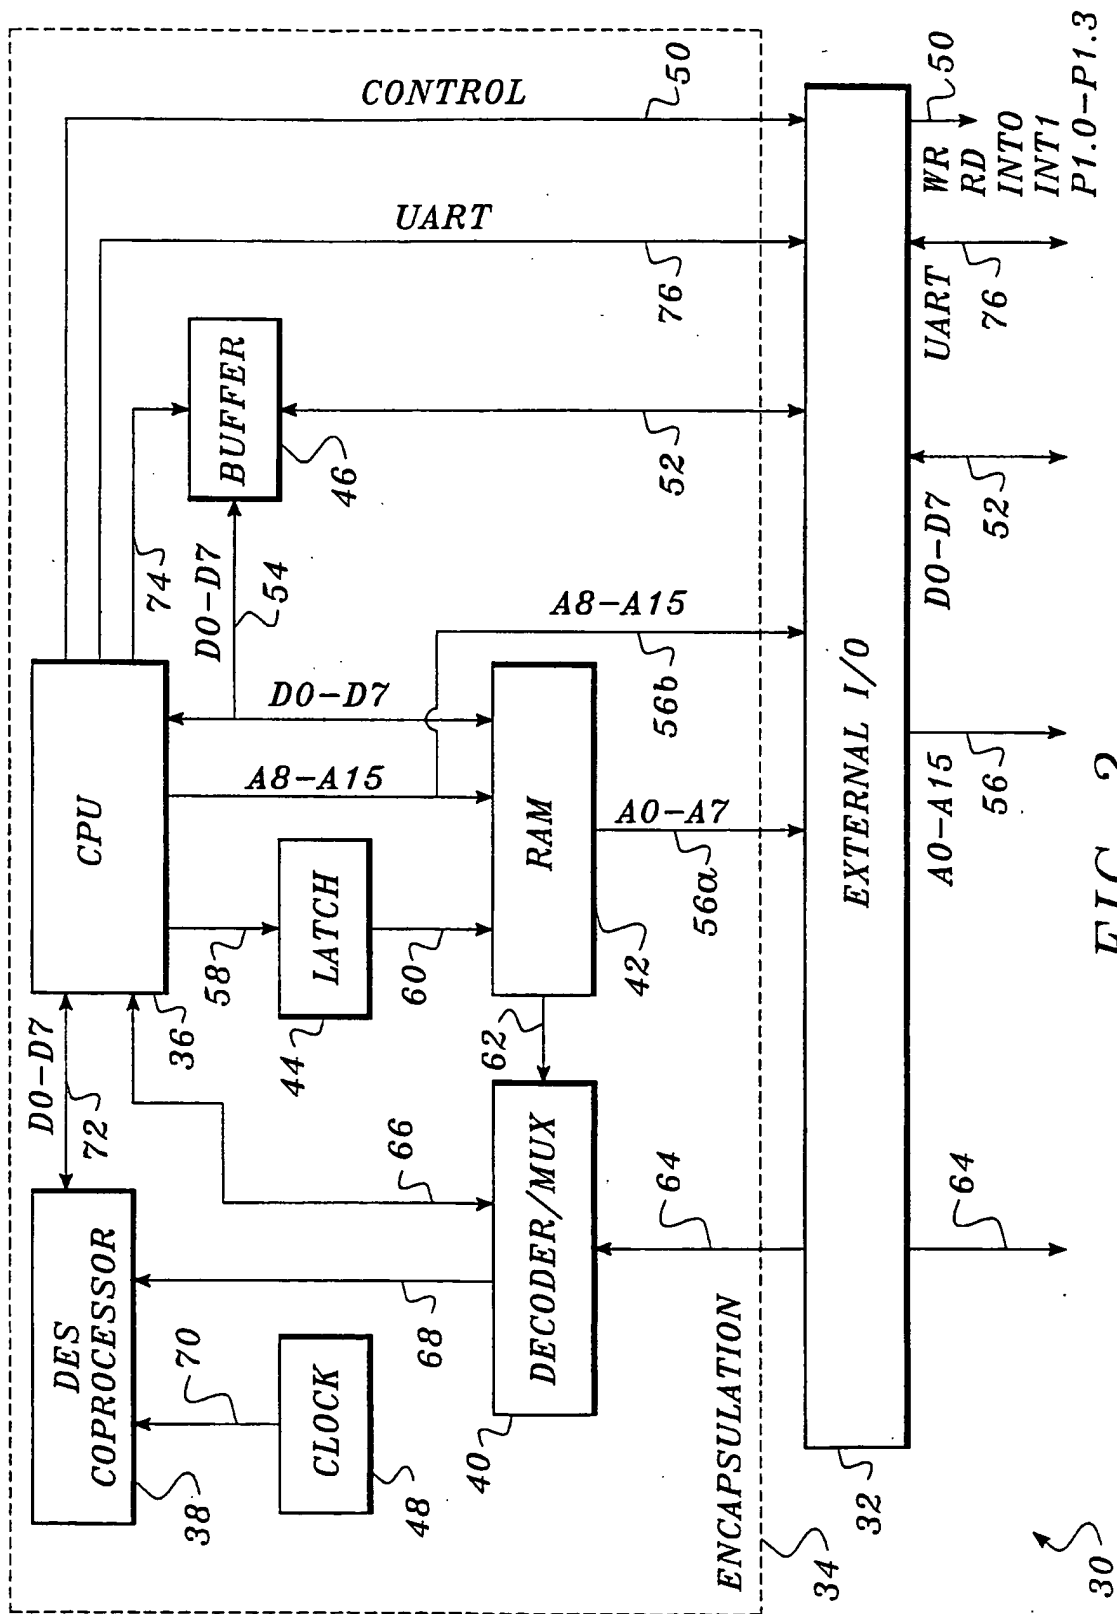 DES
COPROCESSOR
38
D0-D7
72
CPU
36
74
CONTROL
50
70
CLOCK
48
68
66
58
LATCH
44
60
D0-D7
54
BUFFER
46
UART
76
A8-A15
D0-D7
DECODER/MUX
40
62
RAM
42
A8-A15
56b
52
A0-A7
56a
64
ENCAPSULATION
34
EXTERNAL I/O
32
64
A0-A15
56
D0-D7
52
UART
76
WR
RD
INT0
INT1
P1.0-P1.3
50
30
FIG.